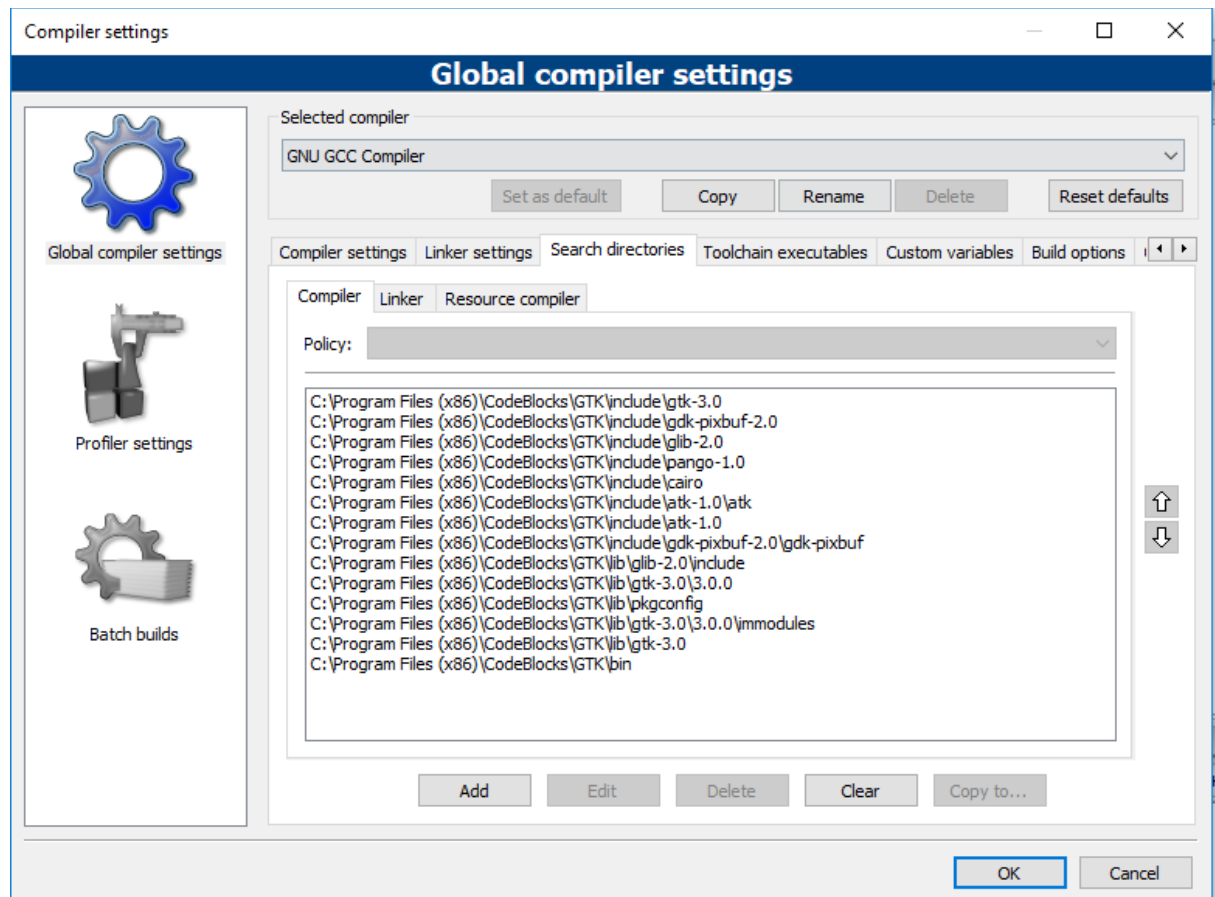 Compiler settings
Global compiler settings
Global compiler settings
Profiler settings
Batch builds
Selected compiler
GNU GCC Compiler
Set as default Copy Rename Delete Reset defaults
Compiler settings Linker settings Search directories Toolchain executables Custom variables Build options
Compiler Linker Resource compiler
Policy:
C:\Program Files (x86)\CodeBlocks\GTK\include\gtk-3.0
C:\Program Files (x86)\CodeBlocks\GTK\include\gdk-pixbuf-2.0
C:\Program Files (x86)\CodeBlocks\GTK\include\glib-2.0
C:\Program Files (x86)\CodeBlocks\GTK\include\pango-1.0
C:\Program Files (x86)\CodeBlocks\GTK\include\cairo
C:\Program Files (x86)\CodeBlocks\GTK\include\atk-1.0\atk
C:\Program Files (x86)\CodeBlocks\GTK\include\atk-1.0
C:\Program Files (x86)\CodeBlocks\GTK\include\gdk-pixbuf-2.0\gdk-pixbuf
C:\Program Files (x86)\CodeBlocks\GTK\lib\glib-2.0\include
C:\Program Files (x86)\CodeBlocks\GTK\lib\gtk-3.0\3.0.0
C:\Program Files (x86)\CodeBlocks\GTK\lib\pkgconfig
C:\Program Files (x86)\CodeBlocks\GTK\lib\gtk-3.0\3.0.0\immodules
C:\Program Files (x86)\CodeBlocks\GTK\lib\gtk-3.0
C:\Program Files (x86)\CodeBlocks\GTK\bin
Add Edit Delete Clear Copy to...
OK Cancel